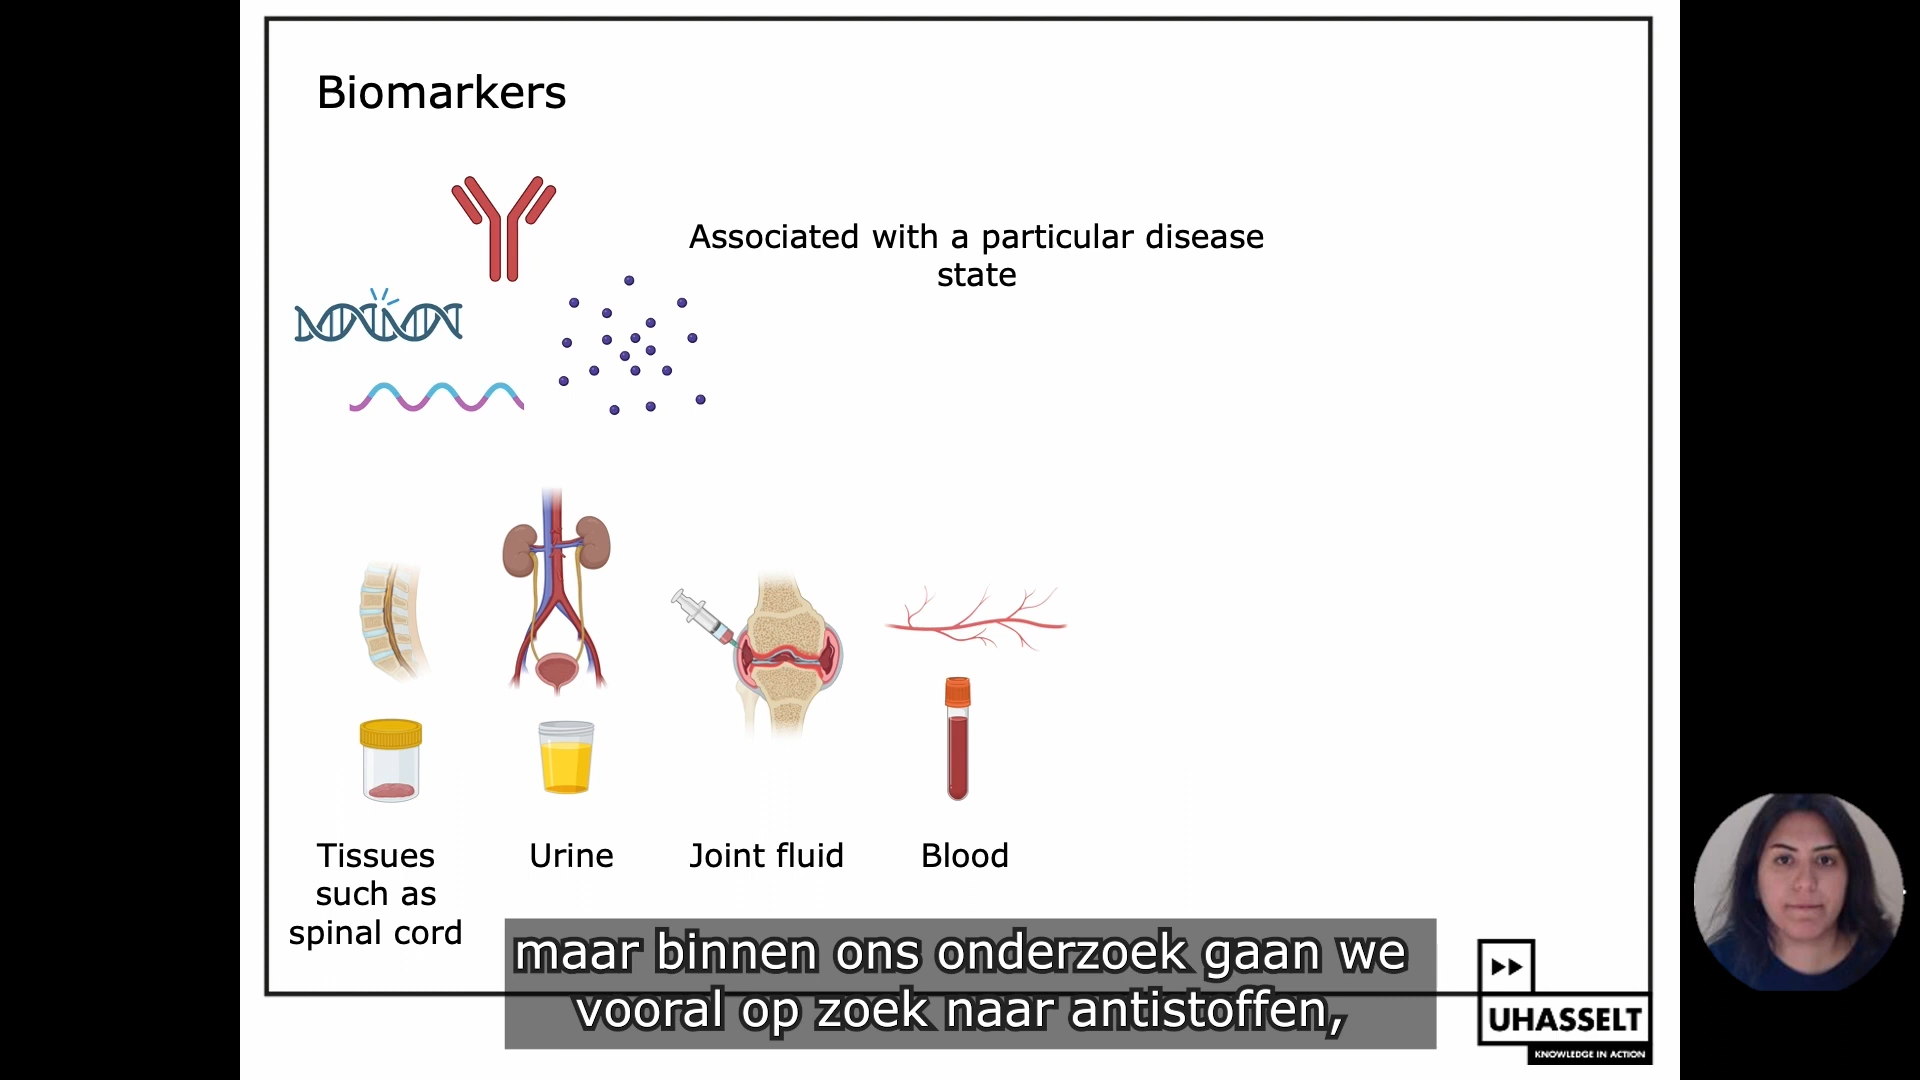 Biomarkers
Associated with a particular disease
state
Tissues
such as
spinal cord
Urine
Joint fluid
Blood
maar binnen ons onderzoek gaan we
vooral op zoek naar antistoffen,
UHASSELT
KNOWLEDGE IN ACTION